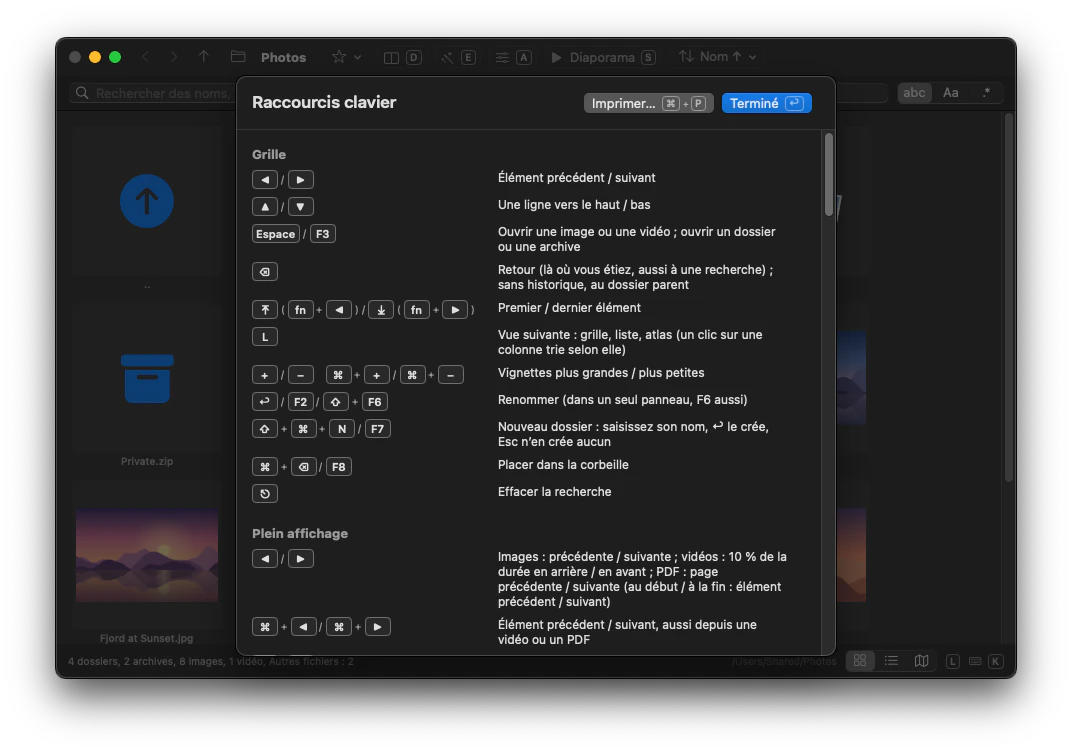 Photos
D
E
A
Diaporama S
Nom
Rechercher des noms,
abc Aa .*
Raccourcis clavier
Imprimer... ⌘ + P
Terminé ↩
Grille
◀ / ▶ Élément précédent / suivant
▲ / ▼ Une ligne vers le haut / bas
Espace / F3 Ouvrir une image ou une vidéo ; ouvrir un dossier
ou une archive
⌫ Retour (là où vous étiez, aussi à une recherche) ;
sans historique, au dossier parent
⤒ ( fn + ◀ ) / ⤓ ( fn + ▶ ) Premier / dernier élément
L Vue suivante : grille, liste, atlas (un clic sur une
colonne trie selon elle)
+ / − ⌘ + + / ⌘ + − Vignettes plus grandes / plus petites
↩ / F2 / ⇧ + F6 Renommer (dans un seul panneau, F6 aussi)
⇧ + ⌘ + N / F7 Nouveau dossier : saisissez son nom, ↩ le crée,
Esc n’en crée aucun
⌘ + ⌫ / F8 Placer dans la corbeille
⎋ Effacer la recherche
Plein affichage
◀ / ▶ Images : précédente / suivante ; vidéos : 10 % de la
durée en arrière / en avant ; PDF : page
précédente / suivante (au début / à la fin : élément
précédent / suivant)
⌘ + ◀ / ⌘ + ▶ Élément précédent / suivant, aussi depuis une
vidéo ou un PDF
..
Private.zip
Fjord at Sunset.jpg
4 dossiers, 2 archives, 8 images, 1 vidéo, Autres fichiers : 2
/Users/Shared/Photos
L
K